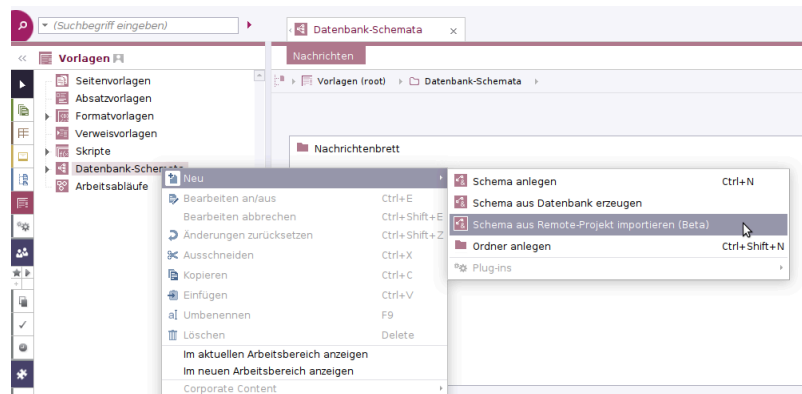 (Suchbegriff eingeben)
Datenbank-Schemata x
Vorlagen
Nachrichten
Vorlagen (root) Datenbank-Schemata
Seitenvorlagen
Absatzvorlagen
Formatvorlagen
Verweisvorlagen
Skripte
Datenbank-Schemata
Arbeitsabläufe
Nachrichtenbrett
Neu
Bearbeiten an/aus Ctrl+E
Bearbeiten abbrechen Ctrl+Shift+E
Änderungen zurücksetzen Ctrl+Shift+Z
Ausschneiden Ctrl+X
Kopieren Ctrl+C
Einfügen Ctrl+V
Umbenennen F9
Löschen Delete
Im aktuellen Arbeitsbereich anzeigen
Im neuen Arbeitsbereich anzeigen
Corporate Content
Schema anlegen Ctrl+N
Schema aus Datenbank erzeugen
Schema aus Remote-Projekt importieren (Beta)
Ordner anlegen Ctrl+Shift+N
Plug-ins